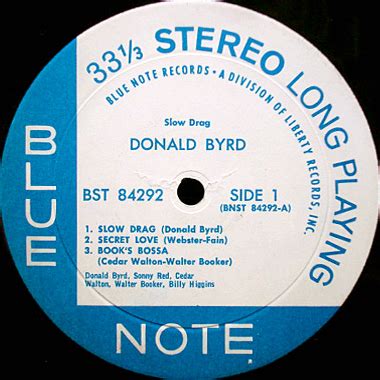 33⅓ STEREO LONG PLAYING
BLUE NOTE RECORDS • A DIVISION OF LIBERTY RECORDS, INC.
Slow Drag
DONALD BYRD
BST 84292 SIDE 1
(BNST 84292-A)
1. SLOW DRAG (Donald Byrd)
2. SECRET LOVE (Webster-Fain)
3. BOOK'S BOSSA
(Cedar Walton-Walter Booker)
Donald Byrd, Sonny Red, Cedar
Walton, Walter Booker, Billy Higgins
BLUE
NOTE